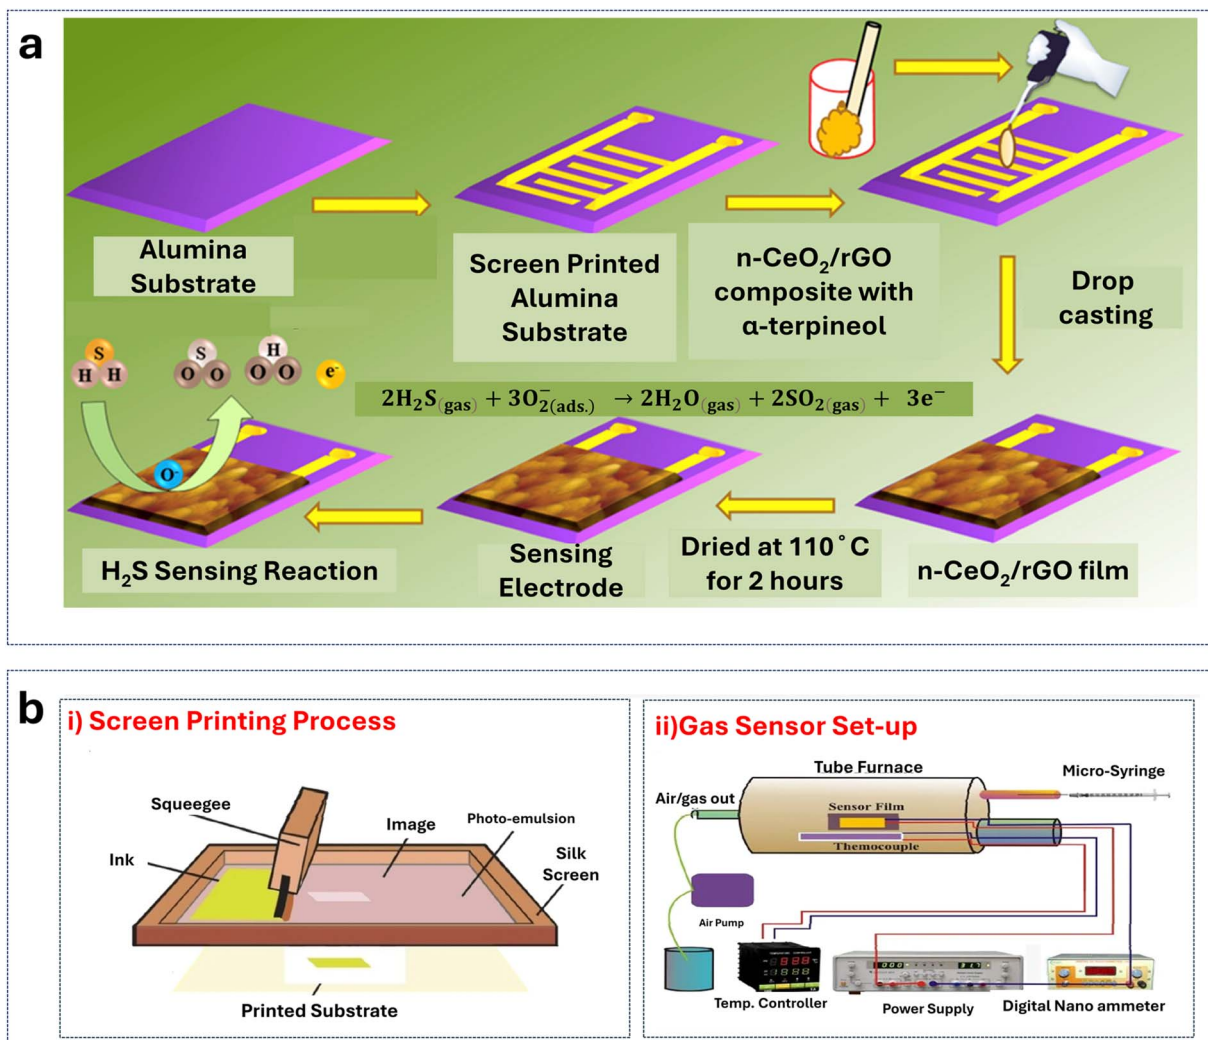 a
Alumina
Substrate
Screen Printed
Alumina
Substrate
n-CeO₂/rGO
composite with
α-terpineol
Drop
casting
S
H H
S
O O
H
O O
e⁻
2H₂S(gas) + 3O₂⁻(ads.) → 2H₂O(gas) + 2SO₂(gas) + 3e⁻
O⁻
H₂S Sensing Reaction
Sensing
Electrode
Dried at 110°C
for 2 hours
n-CeO₂/rGO film
b
i) Screen Printing Process
Squeegee
Ink
Image
Photo-emulsion
Silk
Screen
Printed Substrate
ii)Gas Sensor Set-up
Tube Furnace
Micro-Syringe
Air/gas out
Sensor Film
Themocouple
Air Pump
Temp. Controller
Power Supply
Digital Nano ammeter